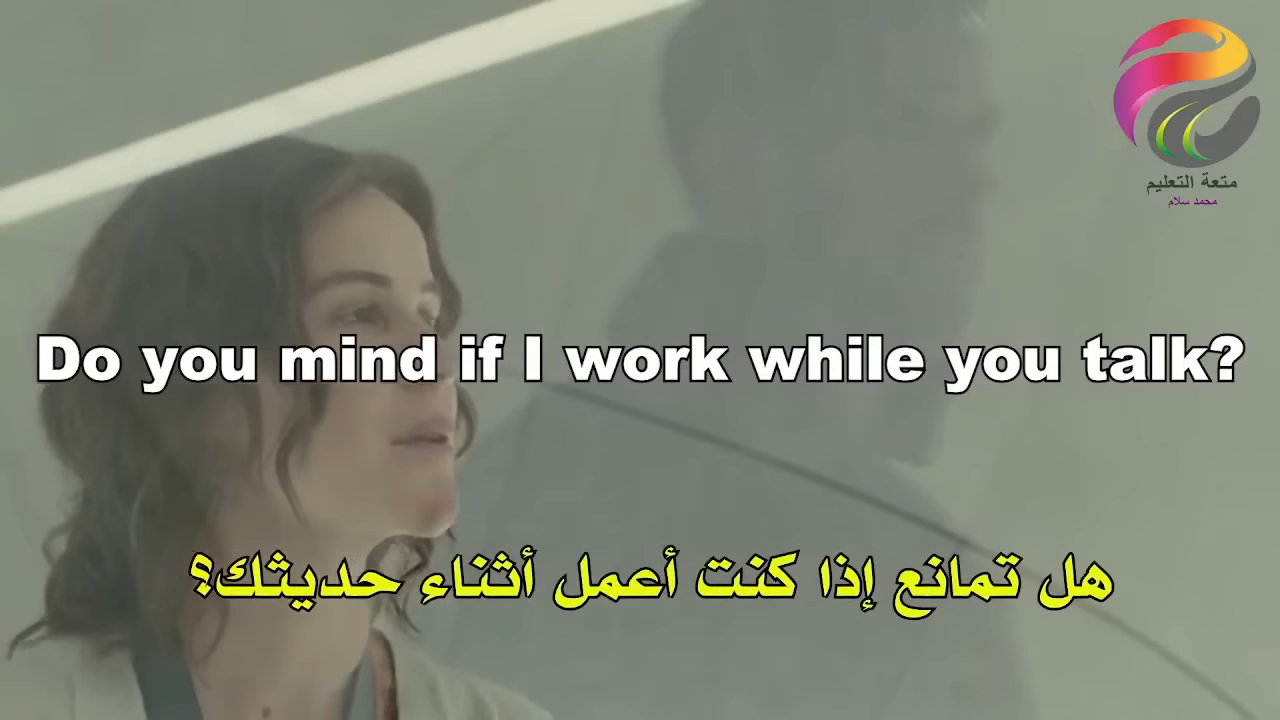 متعة التعليم
محمد سلام
Do you mind if I work while you talk?
هل تمانع إذا كنت أعمل أثناء حديثك؟